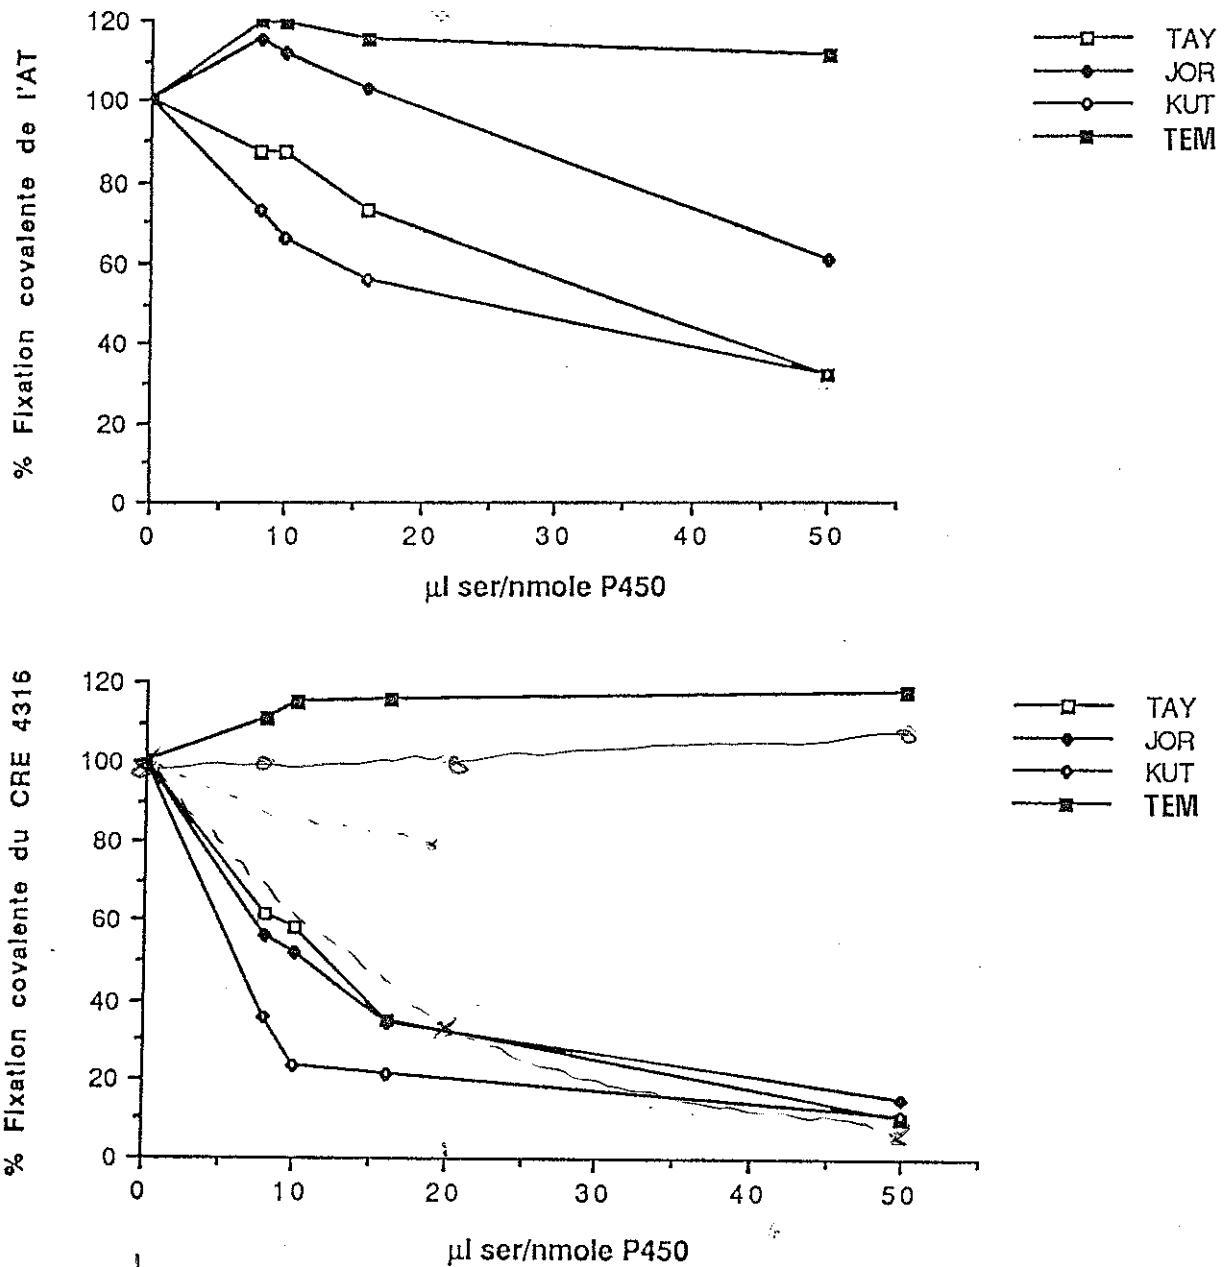 % Fixation covalente de l'AT
120
100
80
60
40
20
0
0 10 20 30 40 50
µl ser/nmole P450
TAY
JOR
KUT
TEM
% Fixation covalente du CRE 4316
120
100
80
60
40
20
0
0 10 20 30 40 50
µl ser/nmole P450
TAY
JOR
KUT
TEM